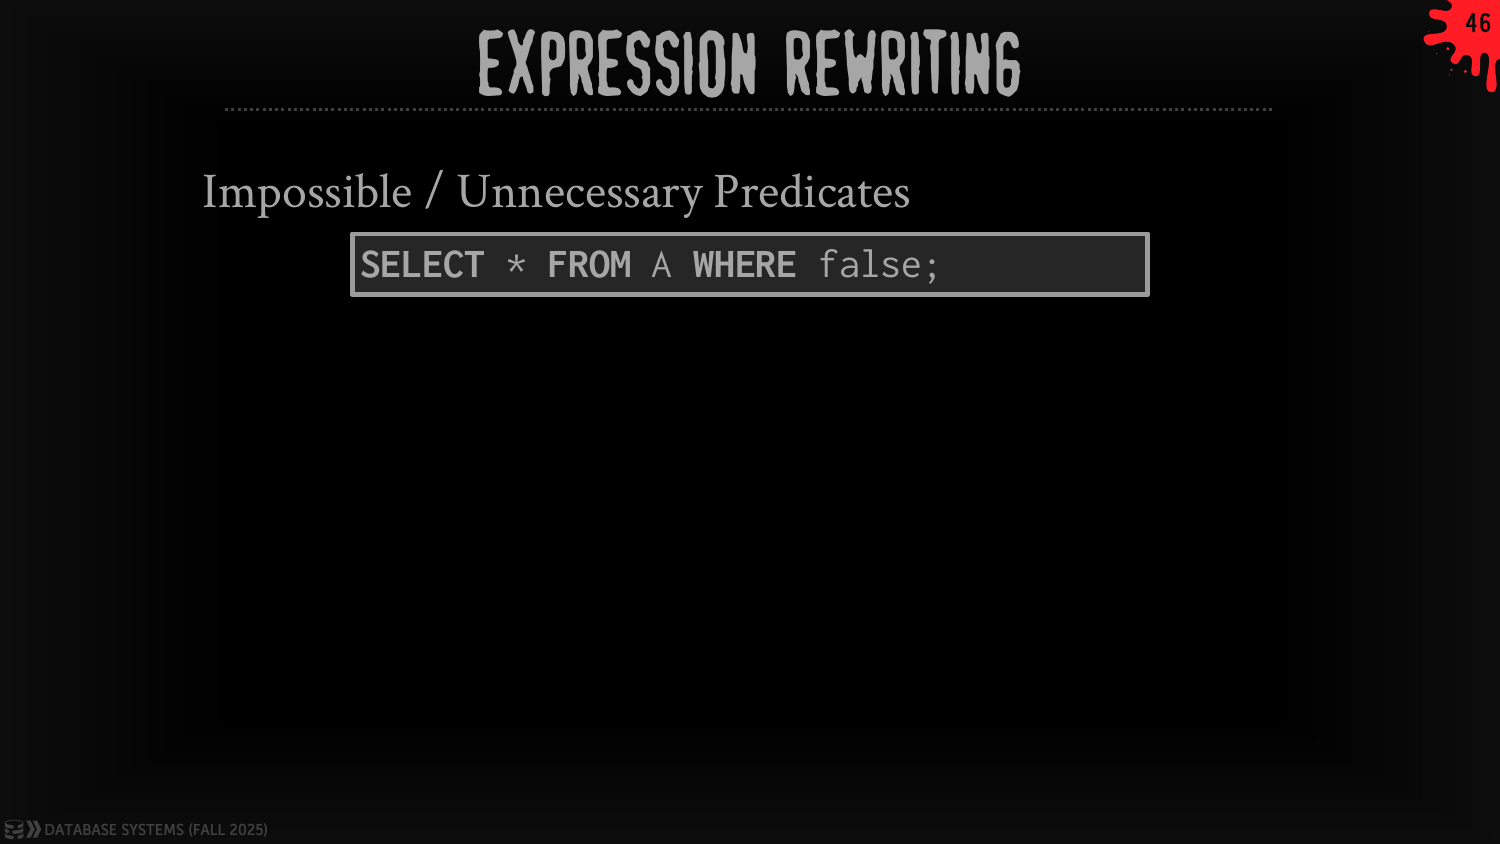 46
EXPRESSION REWRITING
Impossible / Unnecessary Predicates
SELECT * FROM A WHERE false;
DATABASE SYSTEMS (FALL 2025)